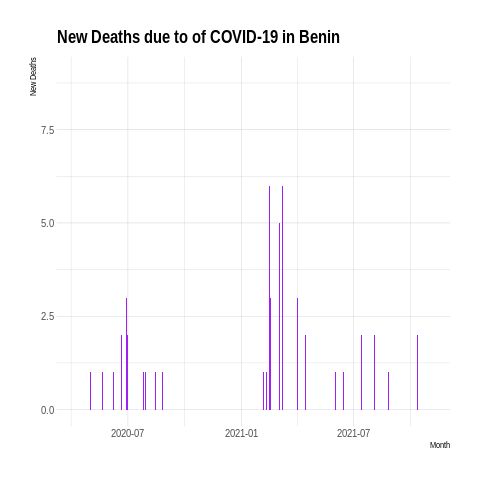 New Deaths due to of COVID-19 in Benin
New Deaths
7.5
5.0
2.5
0.0
2020-07 2021-01 2021-07
Month